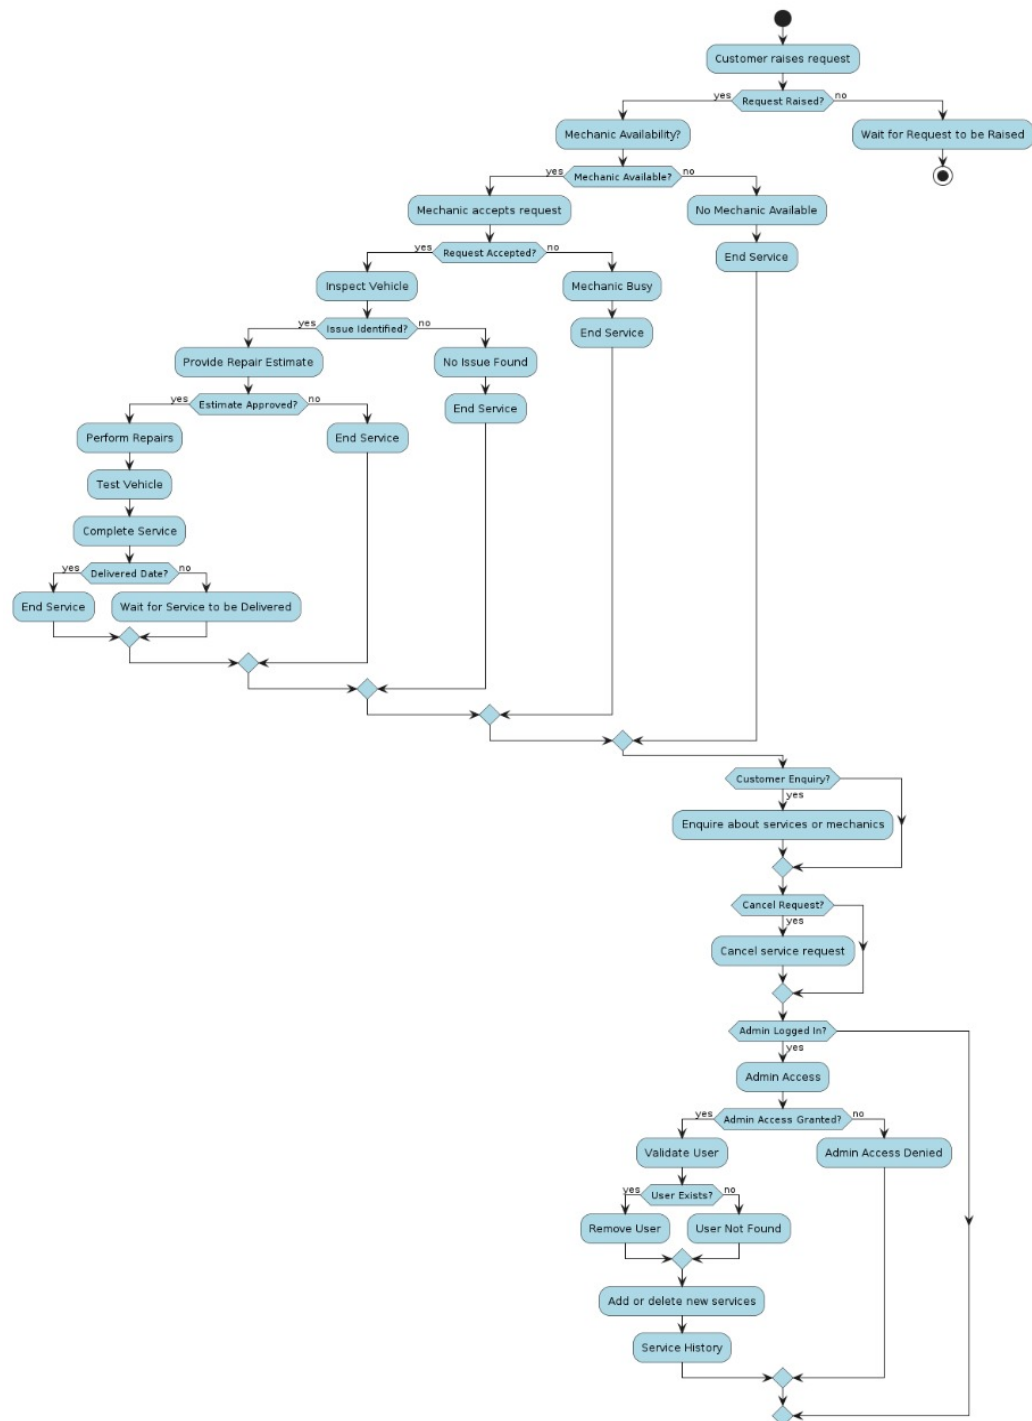 Customer raises request
yes
Request Raised?
no
Mechanic Availability?
Wait for Request to be Raised
yes
Mechanic Available?
no
Mechanic accepts request
No Mechanic Available
yes
Request Accepted?
no
End Service
Inspect Vehicle
Mechanic Busy
yes
Issue Identified?
no
End Service
Provide Repair Estimate
No Issue Found
yes
Estimate Approved?
no
End Service
Perform Repairs
End Service
Test Vehicle
Complete Service
yes
Delivered Date?
no
End Service
Wait for Service to be Delivered
Customer Enquiry?
yes
Enquire about services or mechanics
Cancel Request?
yes
Cancel service request
Admin Logged In?
yes
Admin Access
yes
Admin Access Granted?
no
Validate User
Admin Access Denied
yes
User Exists?
no
Remove User
User Not Found
Add or delete new services
Service History